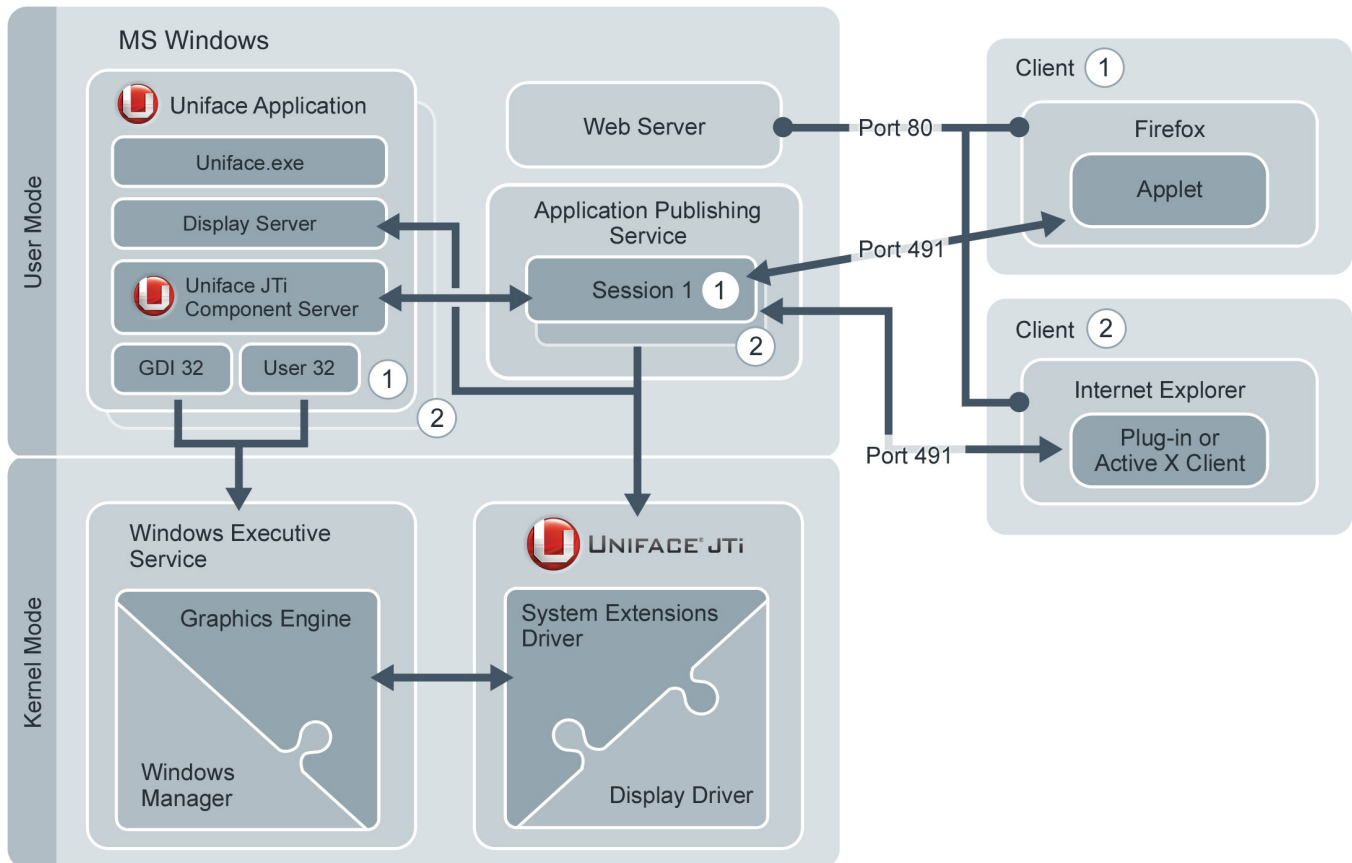 MS Windows
User Mode
Uniface Application
Uniface.exe
Display Server
Uniface JTi
Component Server
GDI 32
User 32
1
2
Web Server
Application Publishing
Service
Session 1
1
2
Port 80
Port 491
Port 491
Client 1
Firefox
Applet
Client 2
Internet Explorer
Plug-in or
Active X Client
Kernel Mode
Windows Executive
Service
Graphics Engine
Windows
Manager
UNIFACE® JTi
System Extensions
Driver
Display Driver